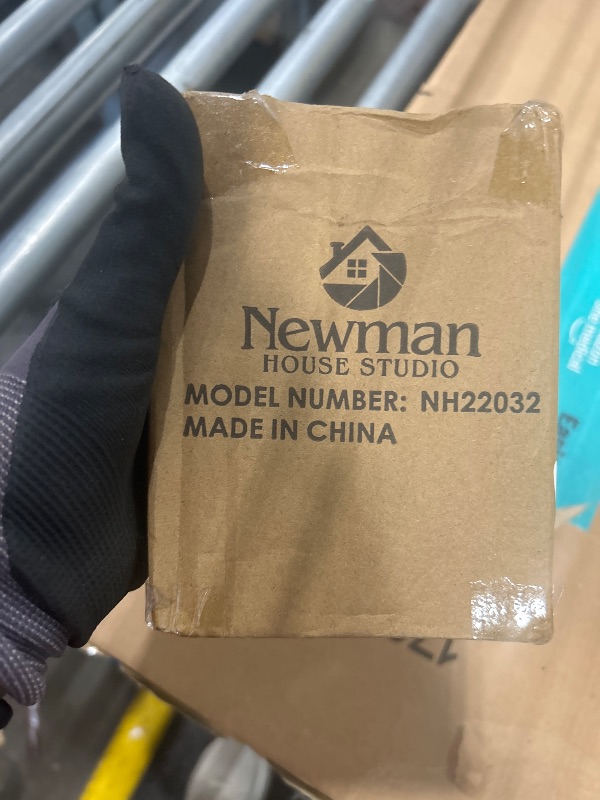 Newman
HOUSE STUDIO
MODEL NUMBER: NH22032
MADE IN CHINA